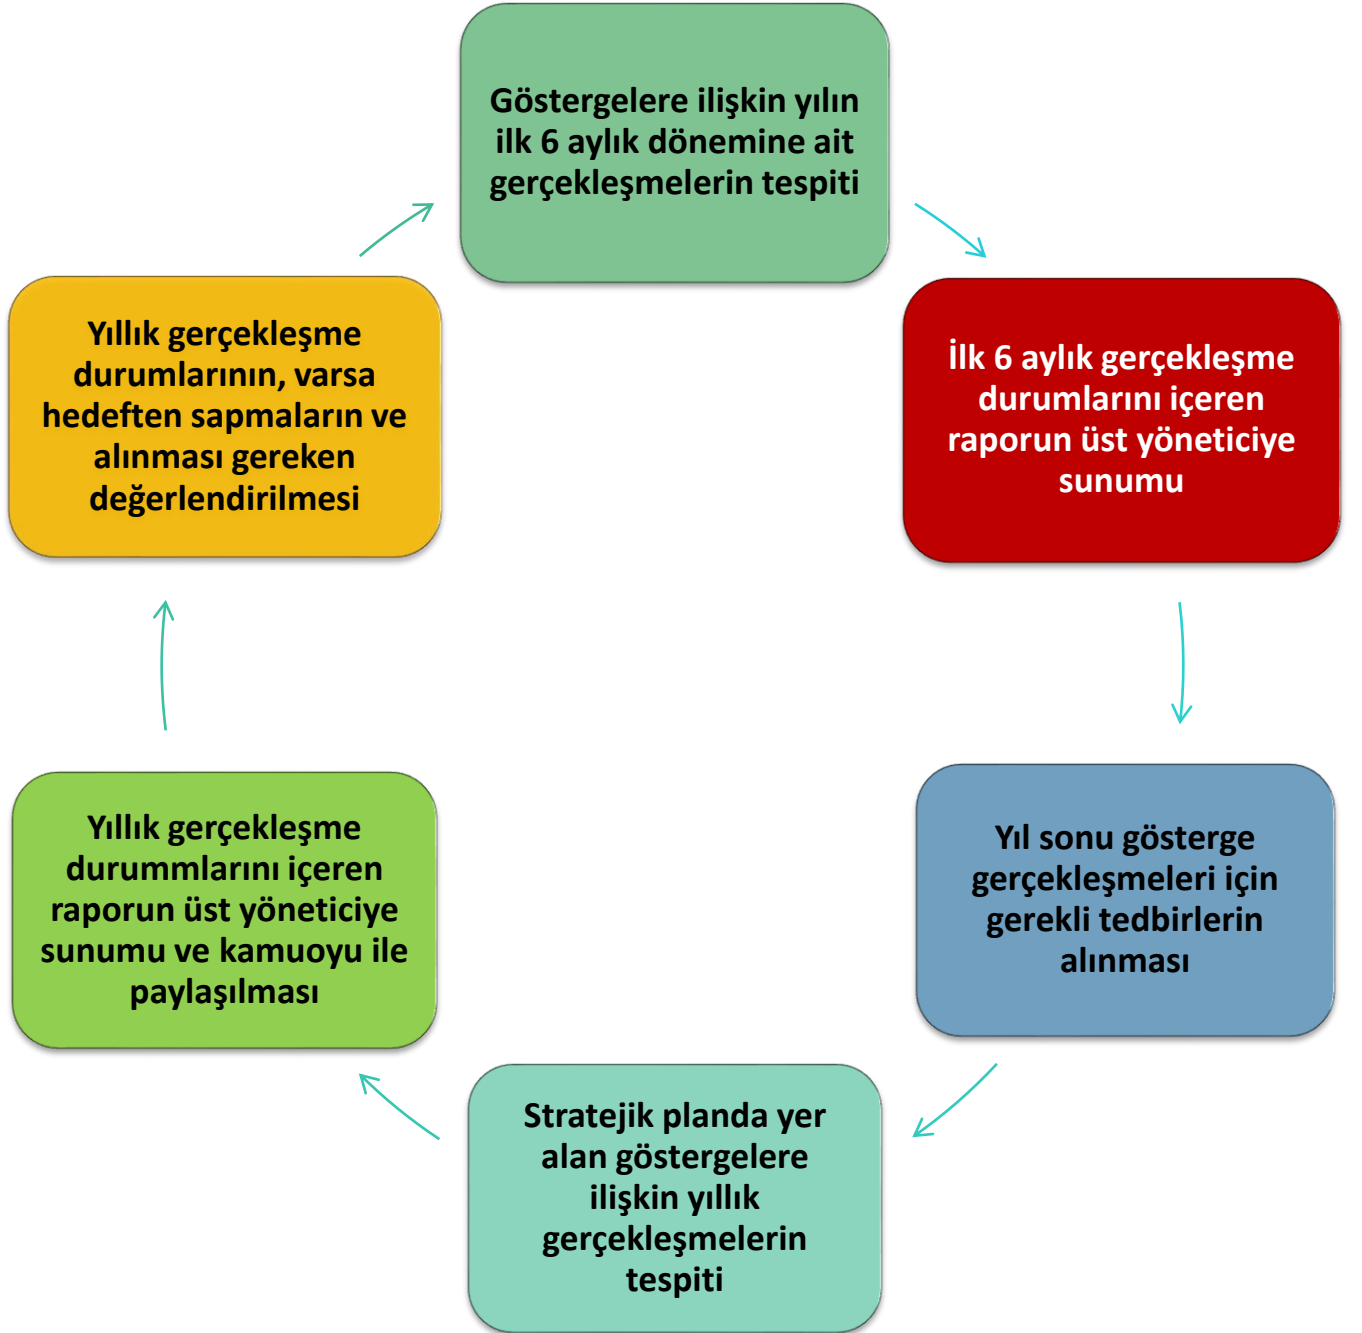 Göstergelere ilişkin yılın
ilk 6 aylık dönemine ait
gerçekleşmelerin tespiti
İlk 6 aylık gerçekleşme
durumlarını içeren
raporun üst yöneticiye
sunumu
Yıl sonu gösterge
gerçekleşmeleri için
gerekli tedbirlerin
alınması
Stratejik planda yer
alan göstergelere
ilişkin yıllık
gerçekleşmelerin
tespiti
Yıllık gerçekleşme
durummlarını içeren
raporun üst yöneticiye
sunumu ve kamuoyu ile
paylaşılması
Yıllık gerçekleşme
durumlarının, varsa
hedeften sapmaların ve
alınması gereken
değerlendirilmesi